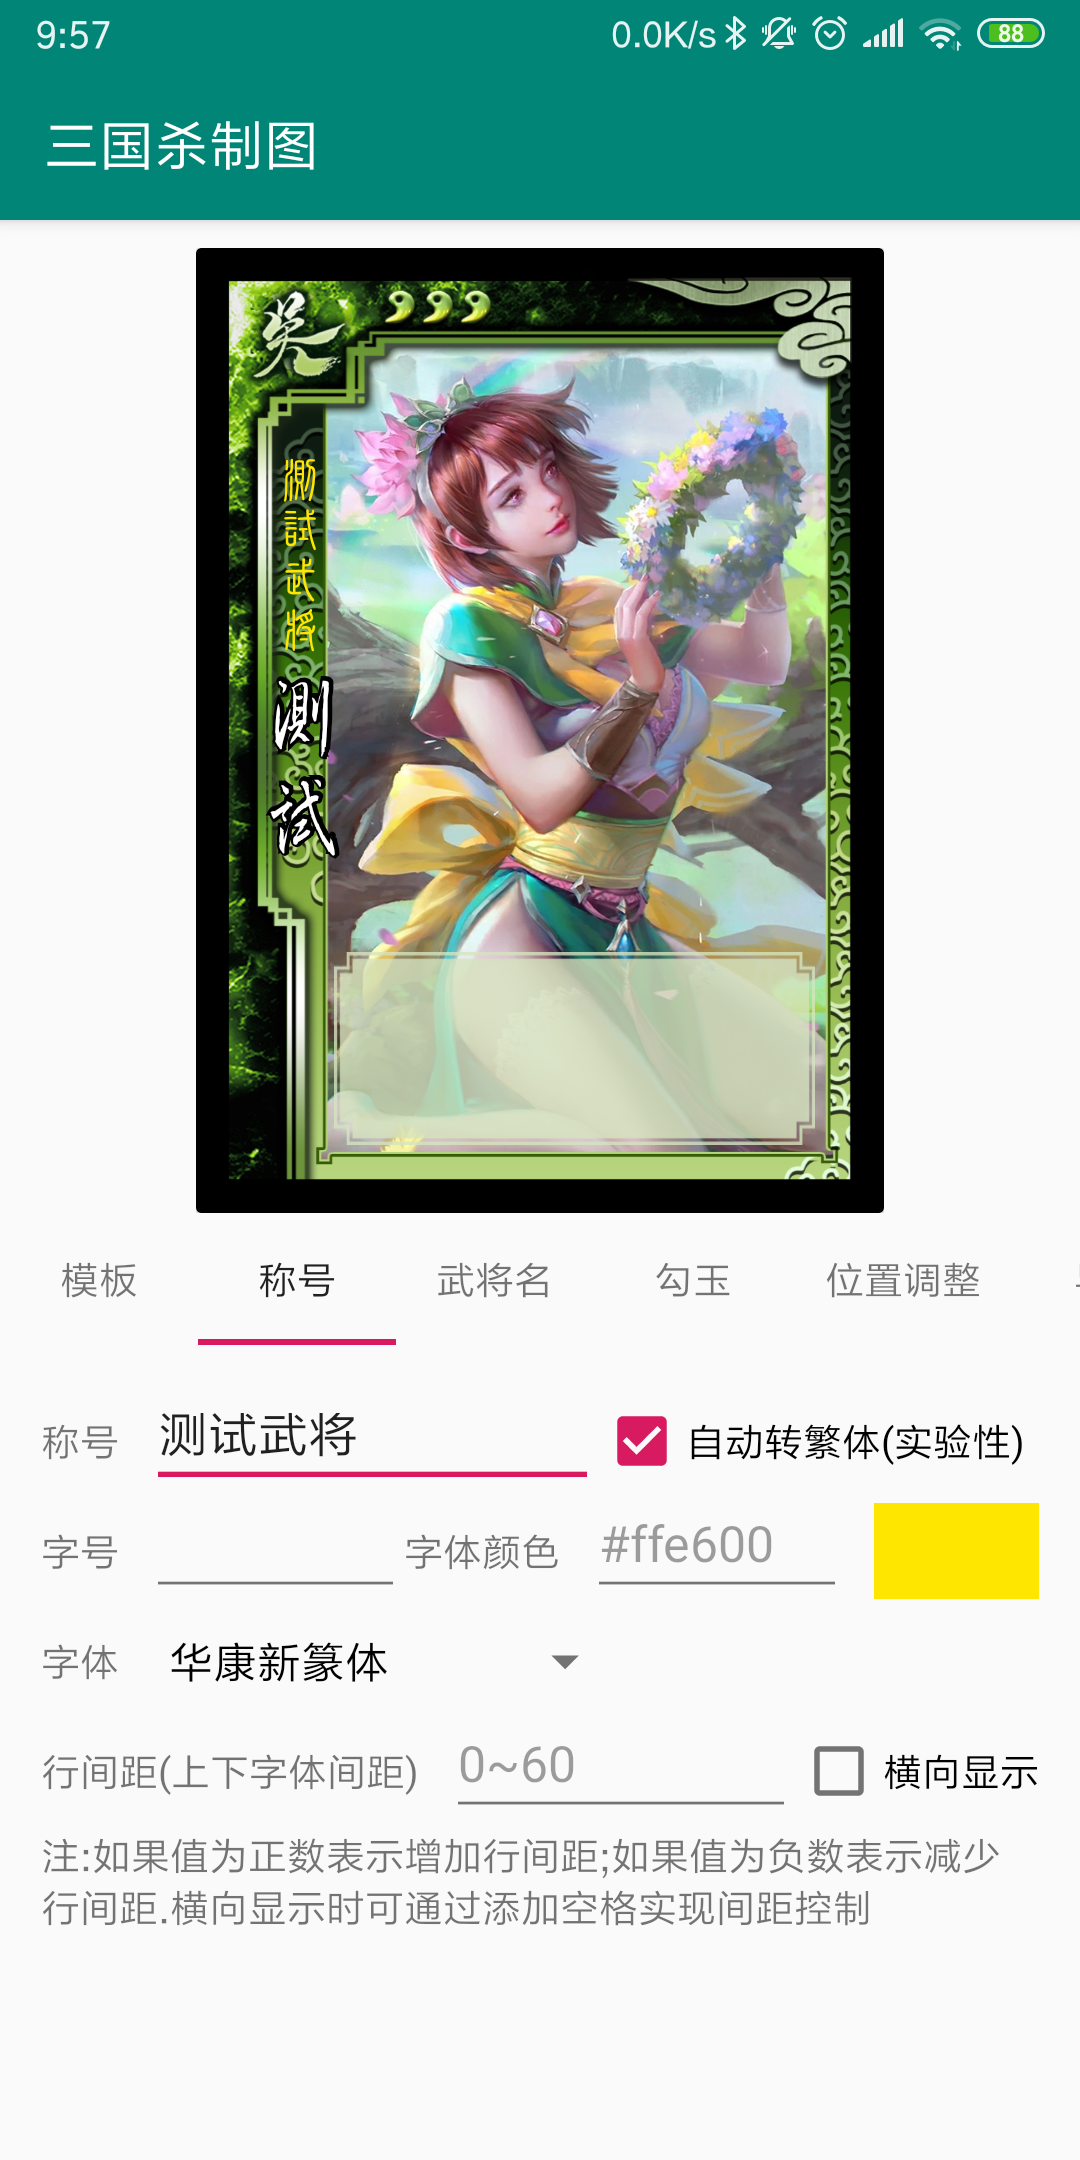 9:57
0.0K/s
88
三国杀制图
吴
測試武將
測試
模板
称号
武将名
勾玉
位置调整
称号 测试武将 自动转繁体(实验性)
字号 字体颜色 #ffe600
字体 华康新篆体
行间距(上下字体间距) 0~60 横向显示
注:如果值为正数表示增加行间距;如果值为负数表示减少
行间距.横向显示时可通过添加空格实现间距控制